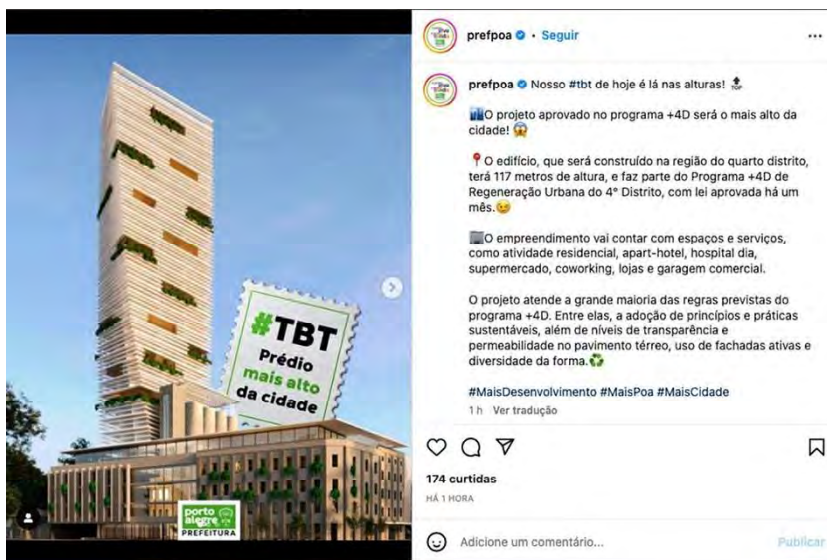 #TBT
Prédio
mais alto
da cidade
porto
alegre
PREFEITURA
prefpoa • Seguir
prefpoa Nosso #tbt de hoje é lá nas alturas! TOP
O projeto aprovado no programa +4D será o mais alto da
cidade!
O edifício, que será construído na região do quarto distrito,
terá 117 metros de altura, e faz parte do Programa +4D de
Regeneração Urbana do 4° Distrito, com lei aprovada há um
mês.
O empreendimento vai contar com espaços e serviços,
como atividade residencial, apart-hotel, hospital dia,
supermercado, coworking, lojas e garagem comercial.
O projeto atende a grande maioria das regras previstas do
programa +4D. Entre elas, a adoção de princípios e práticas
sustentáveis, além de níveis de transparência e
permeabilidade no pavimento térreo, uso de fachadas ativas e
diversidade da forma.
#MaisDesenvolvimento #MaisPoa #MaisCidade
1 h Ver tradução
174 curtidas
HÁ 1 HORA
Adicione um comentário... Publicar